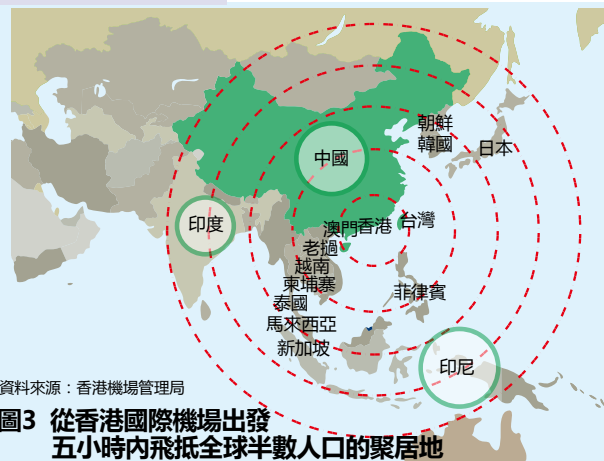 朝鮮
韓國
日本
中國
印度
澳門香港 台灣
老撾
越南
柬埔寨
泰國
菲律賓
馬來西亞
新加坡
印尼
資料來源：香港機場管理局
圖3 從香港國際機場出發
五小時內飛抵全球半數人口的聚居地